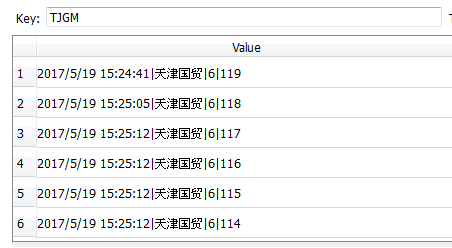 Key: TJGM
Value
1 2017/5/19 15:24:41|天津国贸|6|119
2 2017/5/19 15:25:05|天津国贸|6|118
3 2017/5/19 15:25:12|天津国贸|6|117
4 2017/5/19 15:25:12|天津国贸|6|116
5 2017/5/19 15:25:12|天津国贸|6|115
6 2017/5/19 15:25:12|天津国贸|6|114